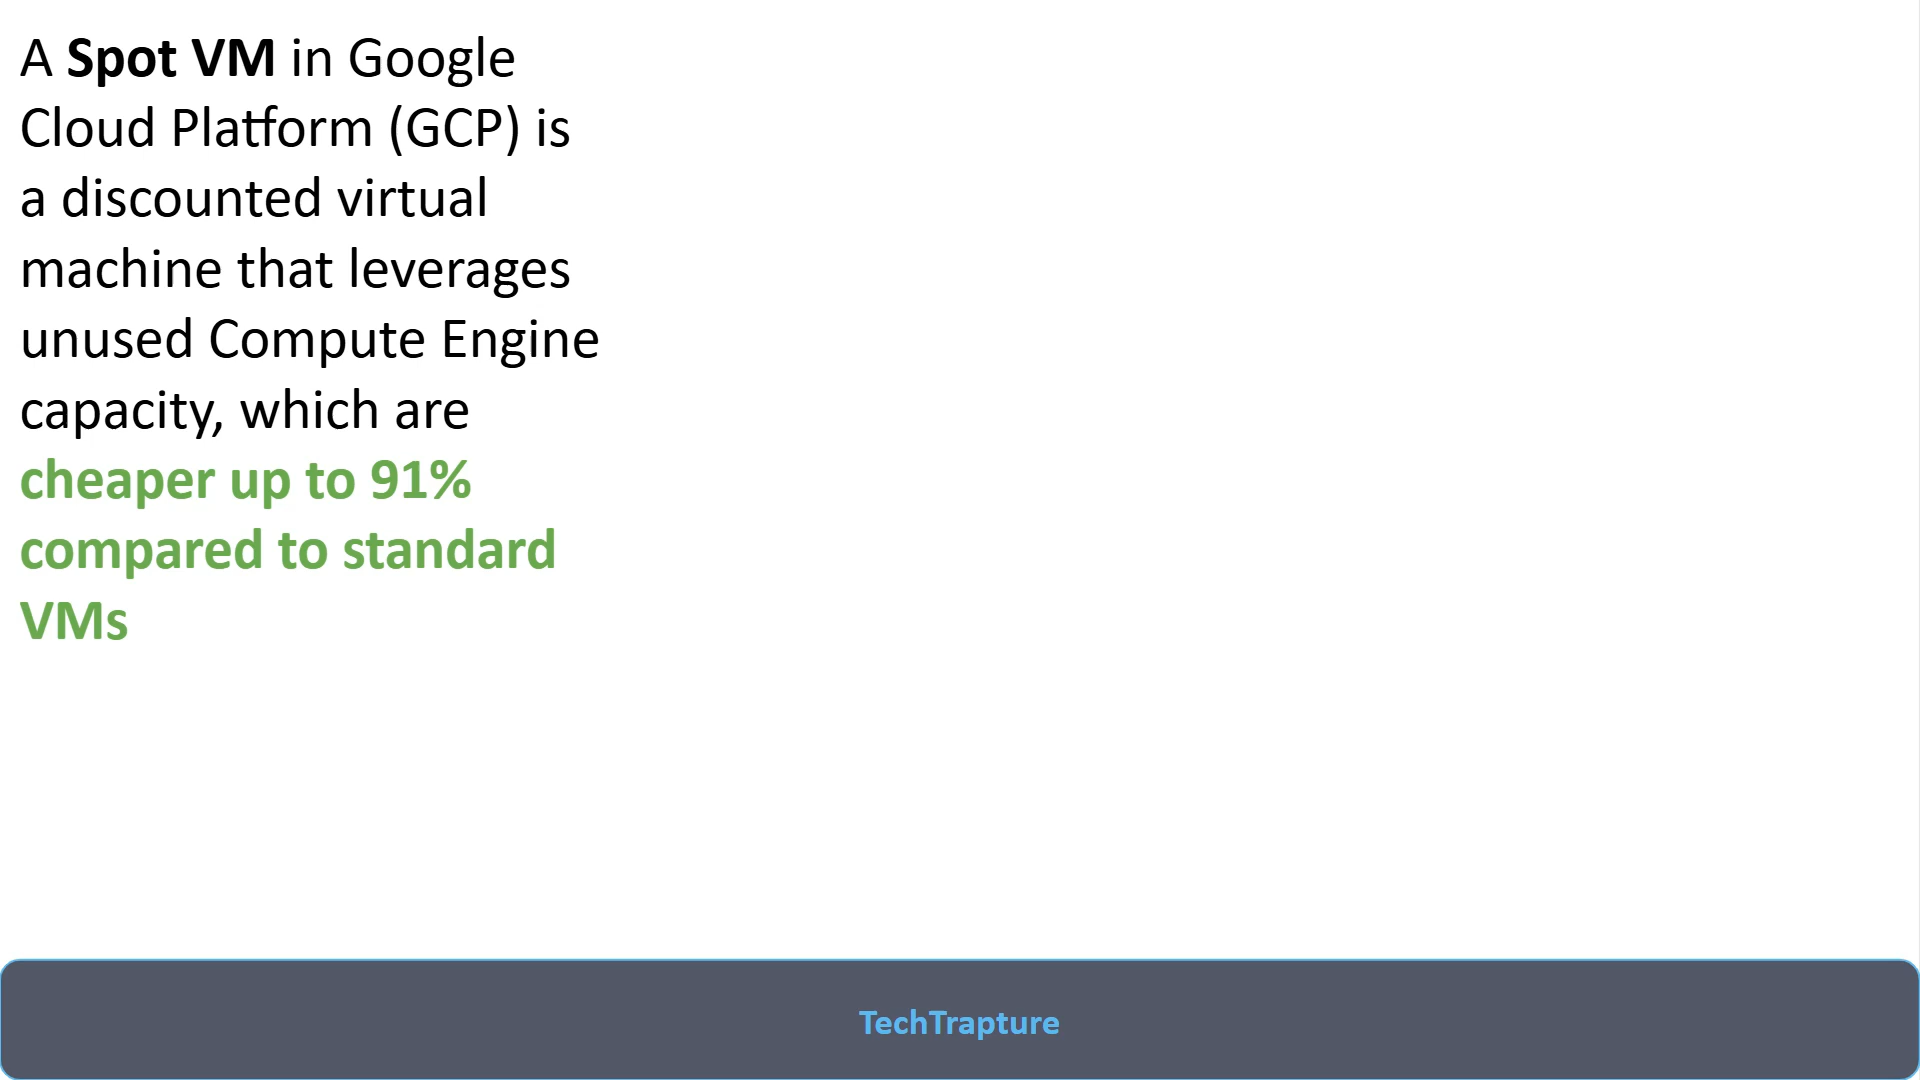 A Spot VM in Google
Cloud Platform (GCP) is
a discounted virtual
machine that leverages
unused Compute Engine
capacity, which are
cheaper up to 91%
compared to standard
VMs
TechTrapture